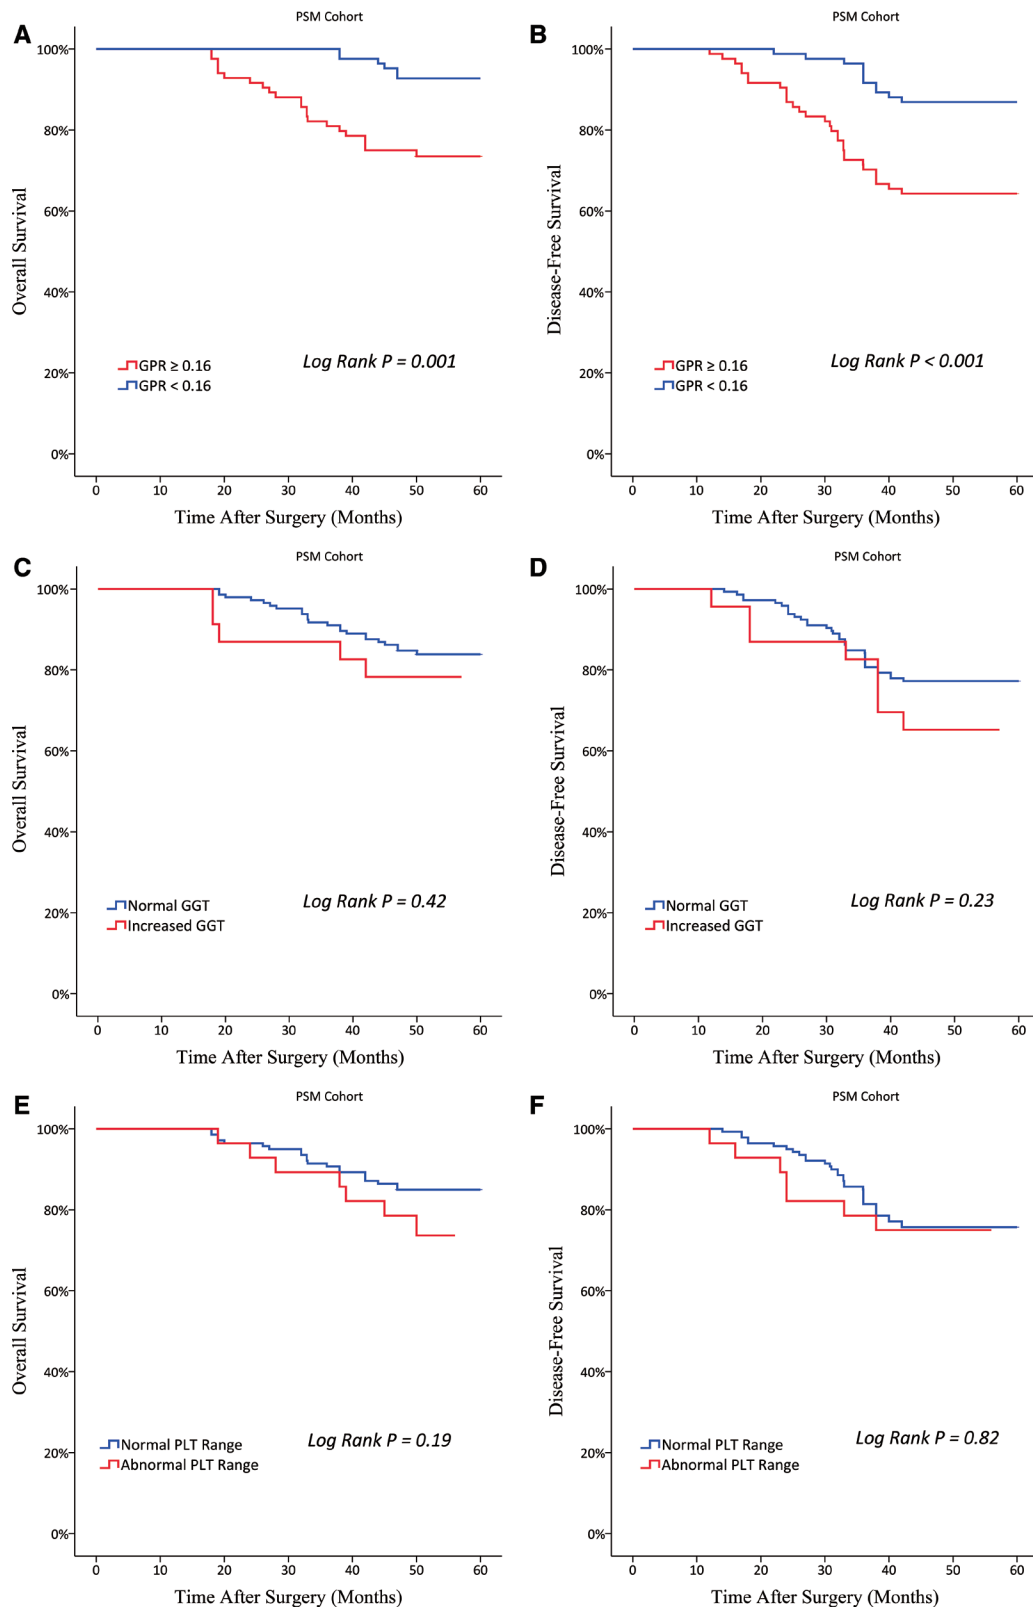 A
PSM Cohort
100%
80%
60%
40%
20%
0%
Overall Survival
GPR ≥ 0.16
GPR < 0.16
Log Rank P = 0.001
0 10 20 30 40 50 60
Time After Surgery (Months)
B
PSM Cohort
100%
80%
60%
40%
20%
0%
Disease-Free Survival
GPR ≥ 0.16
GPR < 0.16
Log Rank P < 0.001
0 10 20 30 40 50 60
Time After Surgery (Months)
C
PSM Cohort
100%
80%
60%
40%
20%
0%
Overall Survival
Normal GGT
Increased GGT
Log Rank P = 0.42
0 10 20 30 40 50 60
Time After Surgery (Months)
D
PSM Cohort
100%
80%
60%
40%
20%
0%
Disease-Free Survival
Normal GGT
Increased GGT
Log Rank P = 0.23
0 10 20 30 40 50 60
Time After Surgery (Months)
E
PSM Cohort
100%
80%
60%
40%
20%
0%
Overall Survival
Normal PLT Range
Abnormal PLT Range
Log Rank P = 0.19
0 10 20 30 40 50 60
Time After Surgery (Months)
F
PSM Cohort
100%
80%
60%
40%
20%
0%
Disease-Free Survival
Normal PLT Range
Abnormal PLT Range
Log Rank P = 0.82
0 10 20 30 40 50 60
Time After Surgery (Months)